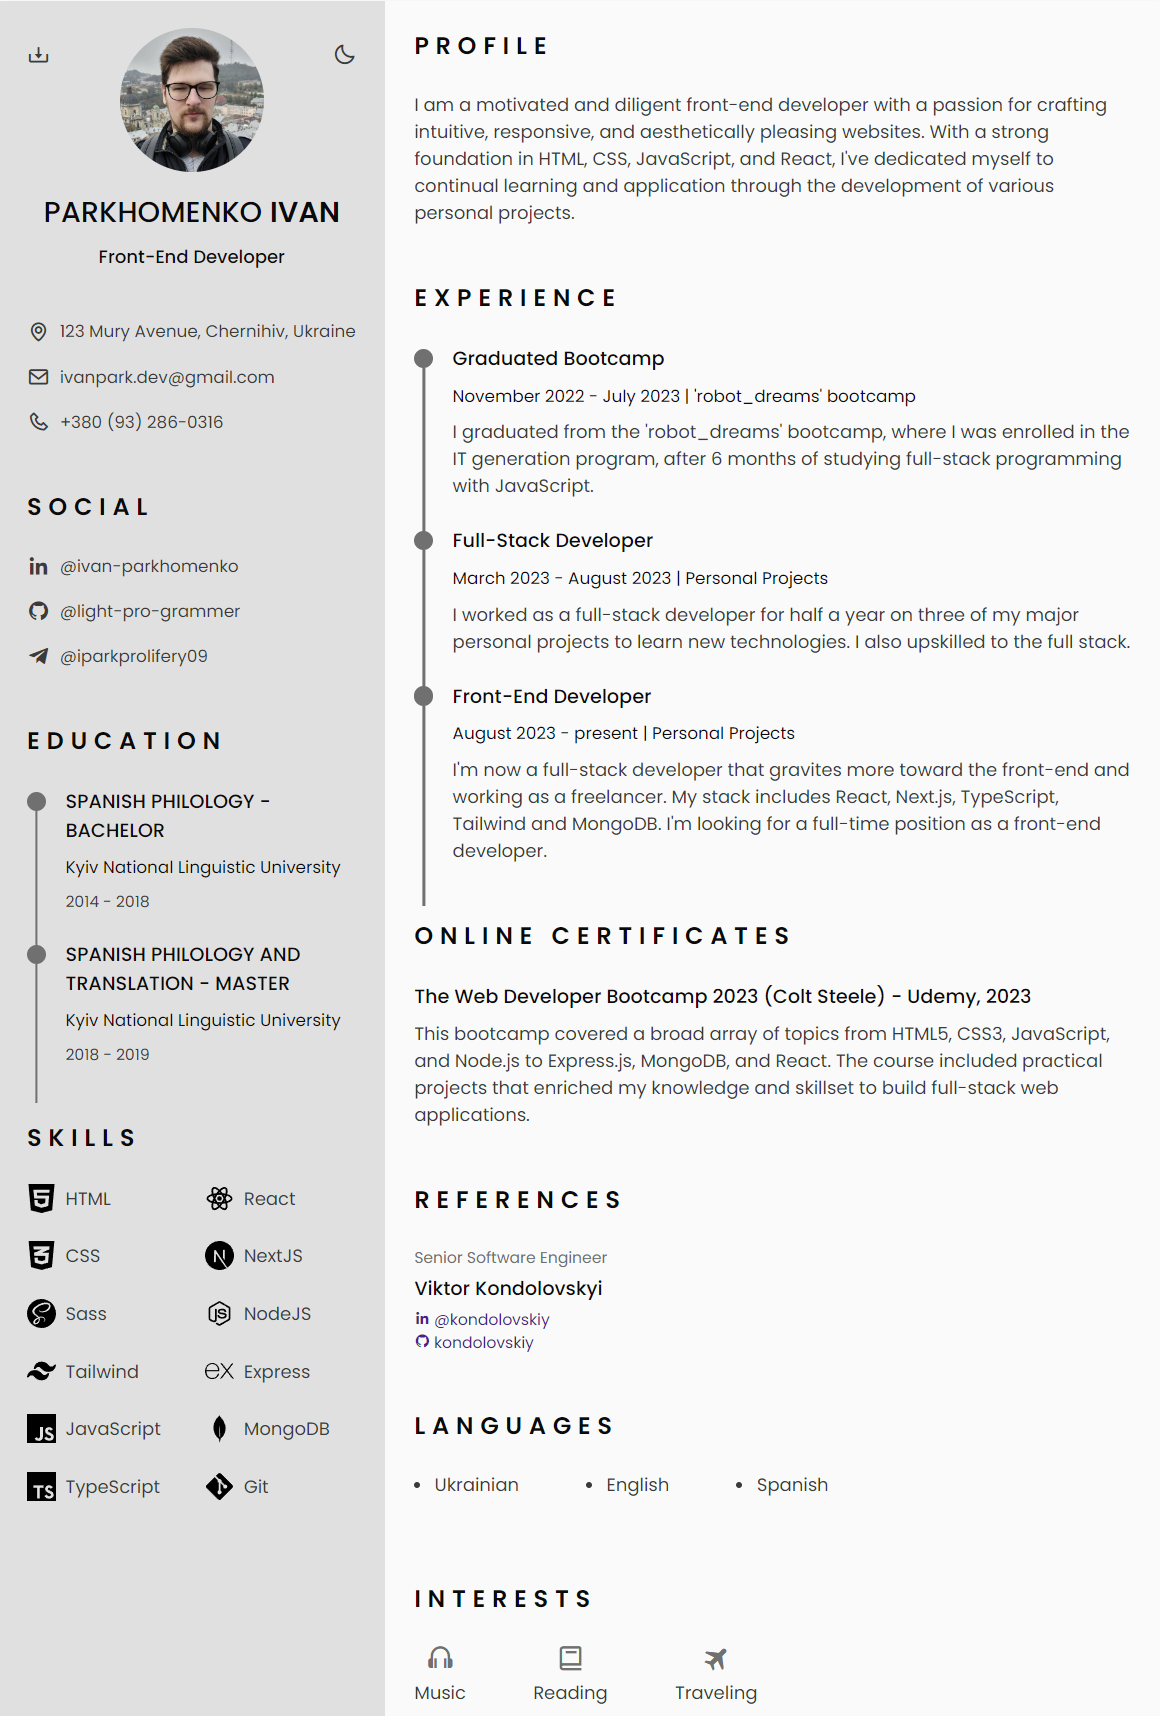 PARKHOMENKO IVAN
Front-End Developer
123 Mury Avenue, Chernihiv, Ukraine
ivanpark.dev@gmail.com
+380 (93) 286-0316
SOCIAL
@ivan-parkhomenko
@light-pro-grammer
@iparkprolifery09
EDUCATION
SPANISH PHILOLOGY -
BACHELOR
Kyiv National Linguistic University
2014 - 2018
SPANISH PHILOLOGY AND
TRANSLATION - MASTER
Kyiv National Linguistic University
2018 - 2019
SKILLS
HTML
React
CSS
NextJS
Sass
NodeJS
Tailwind
ex Express
JS JavaScript
MongoDB
TS TypeScript
Git
PROFILE
I am a motivated and diligent front-end developer with a passion for crafting
intuitive, responsive, and aesthetically pleasing websites. With a strong
foundation in HTML, CSS, JavaScript, and React, I've dedicated myself to
continual learning and application through the development of various
personal projects.
EXPERIENCE
Graduated Bootcamp
November 2022 - July 2023 | 'robot_dreams' bootcamp
I graduated from the 'robot_dreams' bootcamp, where I was enrolled in the
IT generation program, after 6 months of studying full-stack programming
with JavaScript.
Full-Stack Developer
March 2023 - August 2023 | Personal Projects
I worked as a full-stack developer for half a year on three of my major
personal projects to learn new technologies. I also upskilled to the full stack.
Front-End Developer
August 2023 - present | Personal Projects
I'm now a full-stack developer that gravites more toward the front-end and
working as a freelancer. My stack includes React, Next.js, TypeScript,
Tailwind and MongoDB. I'm looking for a full-time position as a front-end
developer.
ONLINE CERTIFICATES
The Web Developer Bootcamp 2023 (Colt Steele) - Udemy, 2023
This bootcamp covered a broad array of topics from HTML5, CSS3, JavaScript,
and Node.js to Express.js, MongoDB, and React. The course included practical
projects that enriched my knowledge and skillset to build full-stack web
applications.
REFERENCES
Senior Software Engineer
Viktor Kondolovskyi
@kondolovskiy
kondolovskiy
LANGUAGES
• Ukrainian • English • Spanish
INTERESTS
Music Reading Traveling